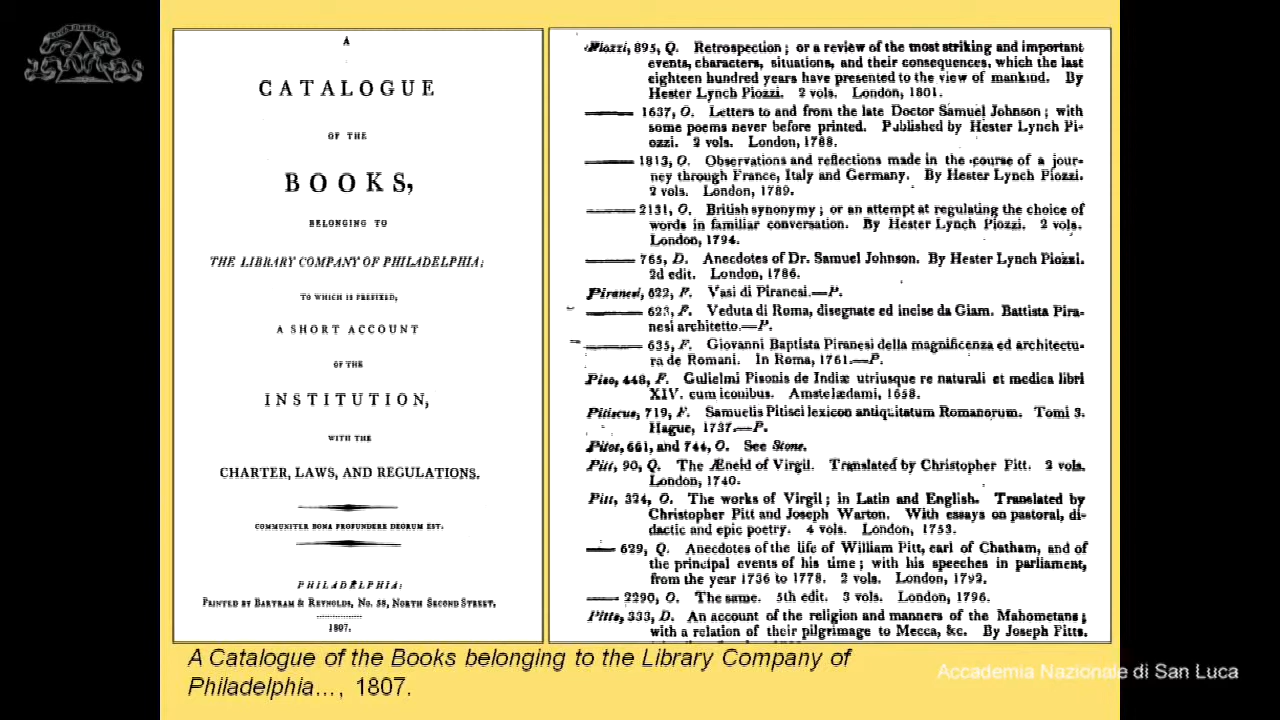 A
CATALOGUE
OF THE
BOOKS,
BELONGING TO
THE LIBRARY COMPANY OF PHILADELPHIA;
TO WHICH IS PREFIXED,
A SHORT ACCOUNT
OF THE
INSTITUTION,
WITH THE
CHARTER, LAWS, AND REGULATIONS.
COMMUNITER BONA PROFUNDERE DEORUM EST.
PHILADELPHIA:
PRINTED BY BARTRAM & REYNOLDS, NO. 58, NORTH SECOND STREET,
1807.
Piozzi, 895, Q. Retrospection; or a review of the most striking and important
events, characters, situations, and their consequences, which the last
eighteen hundred years have presented to the view of mankind. By
Hester Lynch Piozzi. 2 vols. London, 1801.
——— 1637, O. Letters to and from the late Doctor Samuel Johnson; with
some poems never before printed. Published by Hester Lynch Pi-
ozzi. 2 vols. London, 1788.
——— 1813, O. Observations and reflections made in the course of a jour-
ney through France, Italy and Germany. By Hester Lynch Piozzi.
2 vols. London, 1789.
——— 2131, O. British synonymy; or an attempt at regulating the choice of
words in familiar conversation. By Hester Lynch Piozzi. 2 vols.
London, 1794.
——— 765, D. Anecdotes of Dr. Samuel Johnson. By Hester Lynch Piozzi.
2d edit. London, 1786.
Piranesi, 622, F. Vasi di Piranesi.—P.
——— 623, F. Veduta di Roma, disegnate ed incise da Giam. Battista Pira-
nesi architetto.—P.
——— 635, F. Giovanni Baptista Piranesi della magnificenza ed architectu-
ra de Romani. In Roma, 1761.—P.
Piso, 448, F. Gulielmi Pisonis de Indiæ utriusque re naturali et medica libri
XIV. cum iconibus. Amstelædami, 1658.
Pitiscus, 719, F. Samuelis Pitisci lexicon antiquitatum Romanorum. Tomi 3.
Hague, 1737.—P.
Pitos, 661, and 744, O. See Stone.
Pitt, 90, Q. The Æneid of Virgil. Translated by Christopher Pitt. 2 vols.
London, 1740.
Pitt, 324, O. The works of Virgil; in Latin and English. Translated by
Christopher Pitt and Joseph Warton. With essays on pastoral, di-
dactic and epic poetry. 4 vols. London, 1753.
—— 629, Q. Anecdotes of the life of William Pitt, earl of Chatham, and of
the principal events of his time; with his speeches in parliament,
from the year 1736 to 1778. 2 vols. London, 1792.
—— 2290, O. The same. 5th edit. 3 vols. London, 1796.
Pitts, 333, D. An account of the religion and manners of the Mahometans;
with a relation of their pilgrimage to Mecca, &c. By Joseph Pitts.
A Catalogue of the Books belonging to the Library Company of
Philadelphia..., 1807.
Accademia Nazionale di San Luca